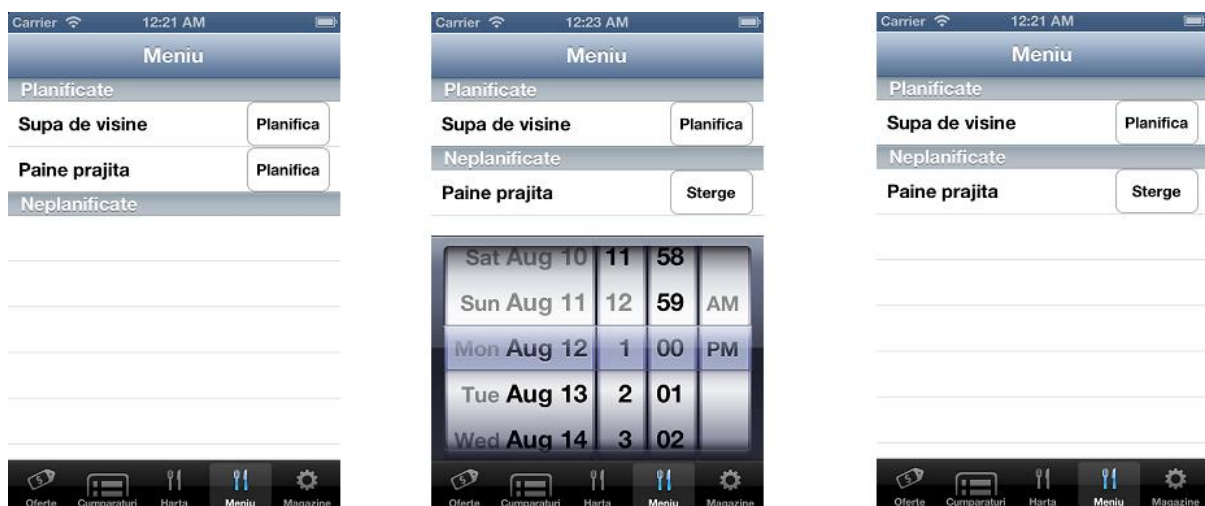 Carrier 12:21 AM
Meniu
Planificate
Supa de visine Planifica
Paine prajita Planifica
Neplanificate
Oferte Cumparaturi Harta Meniu Magazine
Carrier 12:23 AM
Meniu
Planificate
Supa de visine Planifica
Neplanificate
Paine prajita Sterge
Sat Aug 10 11 58
Sun Aug 11 12 59 AM
Mon Aug 12 1 00 PM
Tue Aug 13 2 01
Wed Aug 14 3 02
Oferte Cumparaturi Harta Meniu Magazine
Carrier 12:21 AM
Meniu
Planificate
Supa de visine Planifica
Neplanificate
Paine prajita Sterge
Oferte Cumparaturi Harta Meniu Magazine